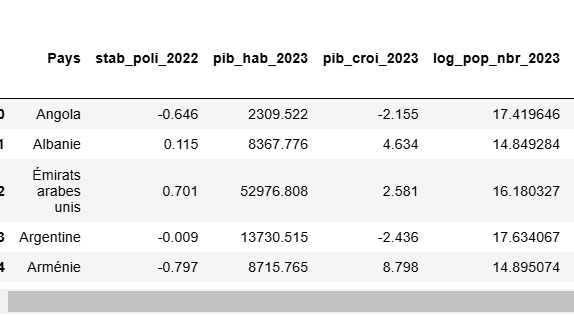 Pays stab_poli_2022 pib_hab_2023 pib_croi_2023 log_pop_nbr_2023
0 Angola -0.646 2309.522 -2.155 17.419646
1 Albanie 0.115 8367.776 4.634 14.849284
Émirats
2 arabes 0.701 52976.808 2.581 16.180327
unis
3 Argentine -0.009 13730.515 -2.436 17.634067
4 Arménie -0.797 8715.765 8.798 14.895074